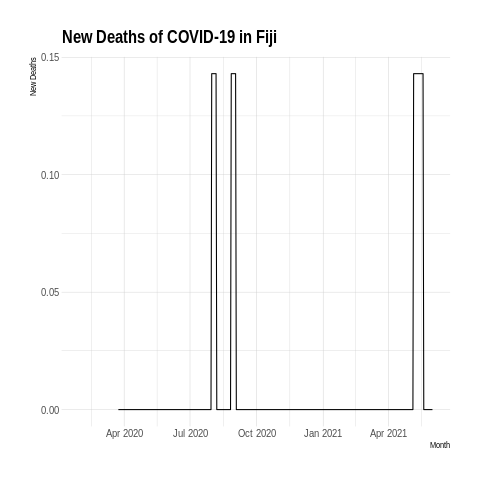 New Deaths of COVID-19 in Fiji
New Deaths
0.15
0.10
0.05
0.00
Apr 2020 Jul 2020 Oct 2020 Jan 2021 Apr 2021
Month